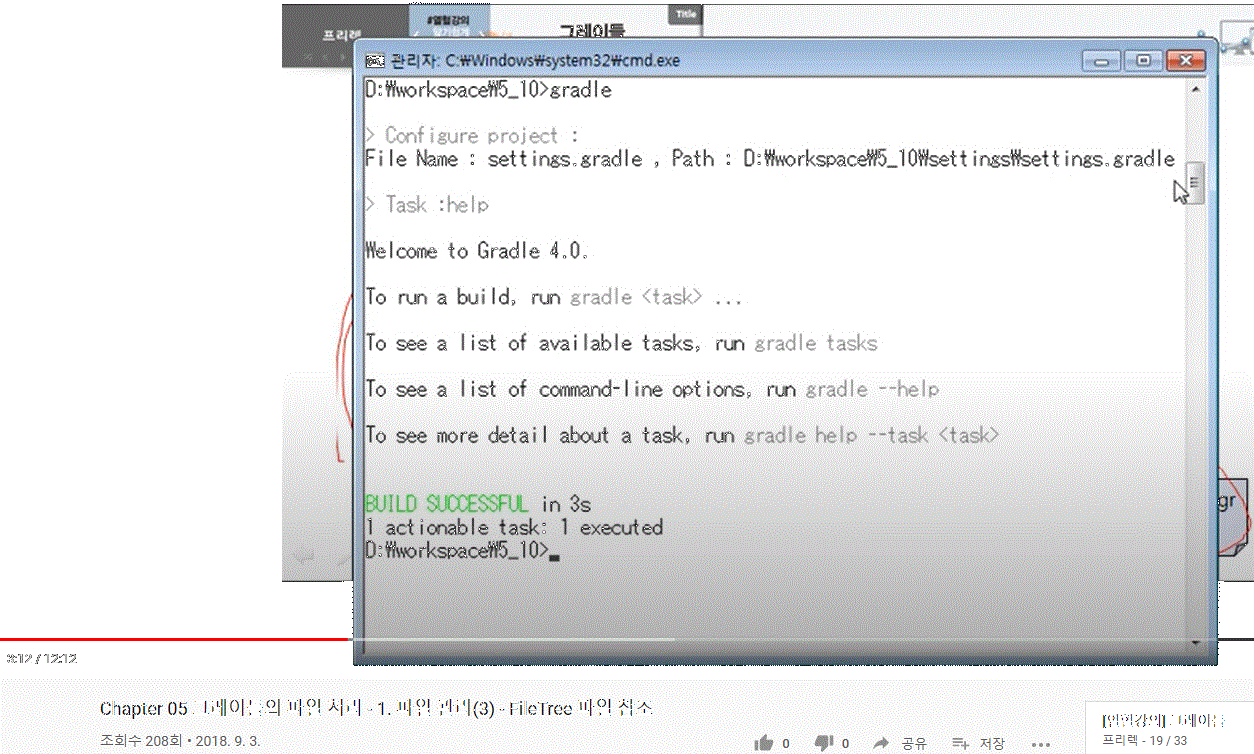 #열혈강의
Title
프리렉
그레이들
관리자: C:\Windows\system32\cmd.exe
D:\workspace\5_10>gradle
> Configure project :
File Name : settings.gradle , Path : D:\workspace\5_10\settings\settings.gradle
> Task :help
Welcome to Gradle 4.0.
To run a build, run gradle <task> ...
To see a list of available tasks, run gradle tasks
To see a list of command-line options, run gradle --help
To see more detail about a task, run gradle help --task <task>
BUILD SUCCESSFUL in 3s
1 actionable task: 1 executed
D:\workspace\5_10>
gr
3:12 / 12:12
Chapter 05. 그레이들의 파일 처리 - 1. 파일 관리(3) - FileTree 파일 참조
조회수 208회 • 2018. 9. 3.
0
0
공유
저장
[열혈강의] 그레이들
프리렉 - 19 / 33